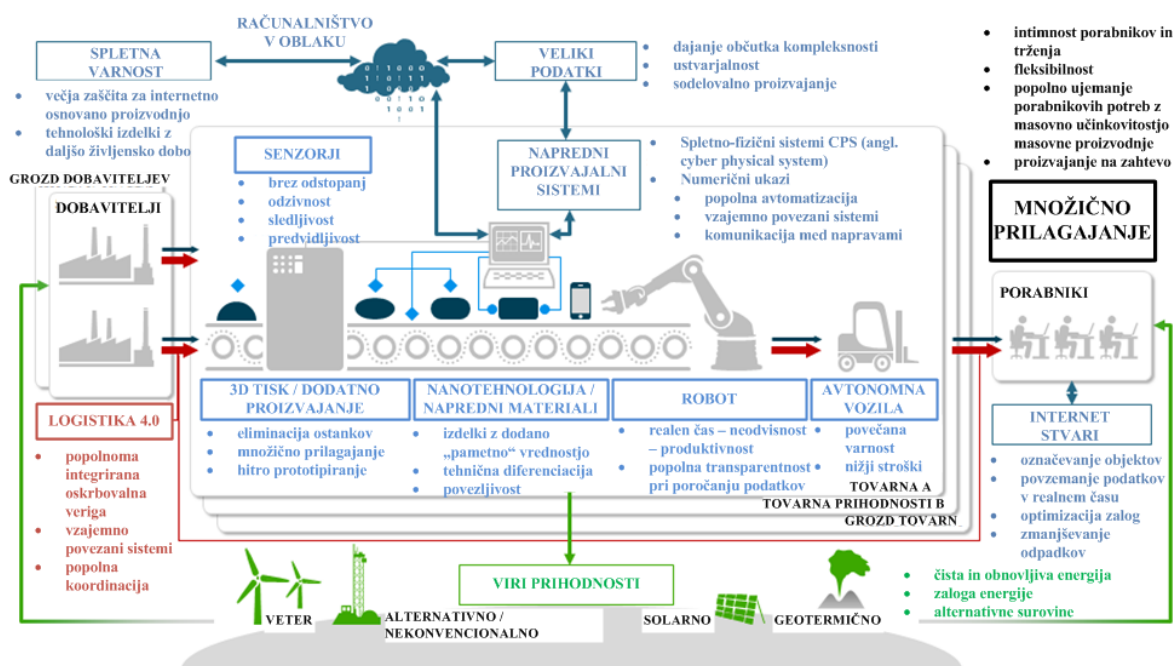 RAČUNALNIŠTVO
V OBLAKU
SPLETNA
VARNOST
• večja zaščita za internetno
osnovano proizvodnjo
• tehnološki izdelki z
daljšo življensko dobo
VELIKI
PODATKI
• dajanje občutka kompleksnosti
• ustvarjalnost
• sodelovalno proizvajanje
• intimnost porabnikov in
trženja
• fleksibilnost
• popolno ujemanje
porabnikovih potreb z
masovno učinkovitostjo
masovne proizvodnje
• proizvajanje na zahtevo
MNOŽIČNO
PRILAGAJANJE
GROZD DOBAVITELJEV
DOBAVITELJI
SENZORJI
• brez odstopanj
• odzivnost
• sledljivost
• predvidljivost
NAPREDNI
PROIZVAJALNI
SISTEMI
• Spletno-fizični sistemi CPS (angl.
cyber physical system)
• Numerični ukazi
• popolna avtomatizacija
• vzajemno povezani sistemi
• komunikacija med napravami
PORABNIKI
LOGISTIKA 4.0
• popolnoma
integrirana
oskrbovalna
veriga
• vzajemno
povezani sistemi
• popolna
koordinacija
3D TISK / DODATNO
PROIZVAJANJE
• eliminacija ostankov
• množično prilagajanje
• hitro prototipiranje
NANOTEHNOLOGIJA /
NAPREDNI MATERIALI
• izdelki z dodano
„pametno" vrednostjo
• tehnična diferenciacija
• povezljivost
ROBOT
• realen čas – neodvisnost
– produktivnost
• popolna transparentnost
pri poročanju podatkov
AVTONOMNA
VOZILA
• povečana
varnost
• nižji stroški
TOVARNA A
TOVARNA PRIHODNOSTI B
GROZD TOVARN
INTERNET
STVARI
• označevanje objektov
• povzemanje podatkov
v realnem času
• optimizacija zalog
• zmanjševanje
odpadkov
VIRI PRIHODNOSTI
VETER
ALTERNATIVNO /
NEKONVENCIONALNO
SOLARNO
GEOTERMIČNO
• čista in obnovljiva energija
• zaloga energije
• alternativne surovine